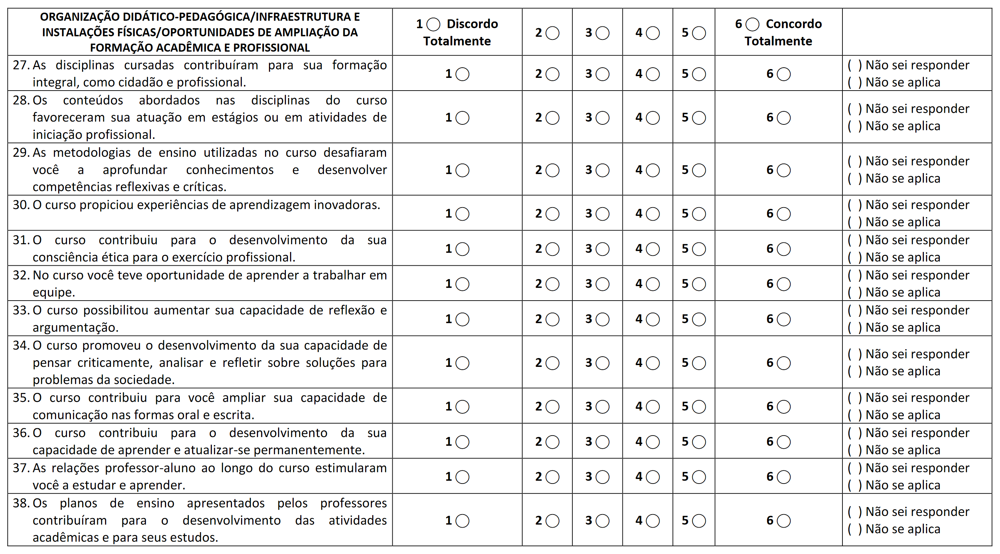 ORGANIZAÇÃO DIDÁTICO-PEDAGÓGICA/INFRAESTRUTURA E
INSTALAÇÕES FÍSICAS/OPORTUNIDADES DE AMPLIAÇÃO DA
FORMAÇÃO ACADÊMICA E PROFISSIONAL
1 ◯ Discordo
Totalmente
2 ◯
3 ◯
4 ◯
5 ◯
6 ◯ Concordo
Totalmente
27. As disciplinas cursadas contribuíram para sua formação
integral, como cidadão e profissional.
1 ◯ 2 ◯ 3 ◯ 4 ◯ 5 ◯ 6 ◯
( ) Não sei responder
( ) Não se aplica
28. Os conteúdos abordados nas disciplinas do curso
favoreceram sua atuação em estágios ou em atividades de
iniciação profissional.
1 ◯ 2 ◯ 3 ◯ 4 ◯ 5 ◯ 6 ◯
( ) Não sei responder
( ) Não se aplica
29. As metodologias de ensino utilizadas no curso desafiaram
você a aprofundar conhecimentos e desenvolver
competências reflexivas e críticas.
1 ◯ 2 ◯ 3 ◯ 4 ◯ 5 ◯ 6 ◯
( ) Não sei responder
( ) Não se aplica
30. O curso propiciou experiências de aprendizagem inovadoras.
1 ◯ 2 ◯ 3 ◯ 4 ◯ 5 ◯ 6 ◯
( ) Não sei responder
( ) Não se aplica
31. O curso contribuiu para o desenvolvimento da sua
consciência ética para o exercício profissional.
1 ◯ 2 ◯ 3 ◯ 4 ◯ 5 ◯ 6 ◯
( ) Não sei responder
( ) Não se aplica
32. No curso você teve oportunidade de aprender a trabalhar em
equipe.
1 ◯ 2 ◯ 3 ◯ 4 ◯ 5 ◯ 6 ◯
( ) Não sei responder
( ) Não se aplica
33. O curso possibilitou aumentar sua capacidade de reflexão e
argumentação.
1 ◯ 2 ◯ 3 ◯ 4 ◯ 5 ◯ 6 ◯
( ) Não sei responder
( ) Não se aplica
34. O curso promoveu o desenvolvimento da sua capacidade de
pensar criticamente, analisar e refletir sobre soluções para
problemas da sociedade.
1 ◯ 2 ◯ 3 ◯ 4 ◯ 5 ◯ 6 ◯
( ) Não sei responder
( ) Não se aplica
35. O curso contribuiu para você ampliar sua capacidade de
comunicação nas formas oral e escrita.
1 ◯ 2 ◯ 3 ◯ 4 ◯ 5 ◯ 6 ◯
( ) Não sei responder
( ) Não se aplica
36. O curso contribuiu para o desenvolvimento da sua
capacidade de aprender e atualizar-se permanentemente.
1 ◯ 2 ◯ 3 ◯ 4 ◯ 5 ◯ 6 ◯
( ) Não sei responder
( ) Não se aplica
37. As relações professor-aluno ao longo do curso estimularam
você a estudar e aprender.
1 ◯ 2 ◯ 3 ◯ 4 ◯ 5 ◯ 6 ◯
( ) Não sei responder
( ) Não se aplica
38. Os planos de ensino apresentados pelos professores
contribuíram para o desenvolvimento das atividades
acadêmicas e para seus estudos.
1 ◯ 2 ◯ 3 ◯ 4 ◯ 5 ◯ 6 ◯
( ) Não sei responder
( ) Não se aplica